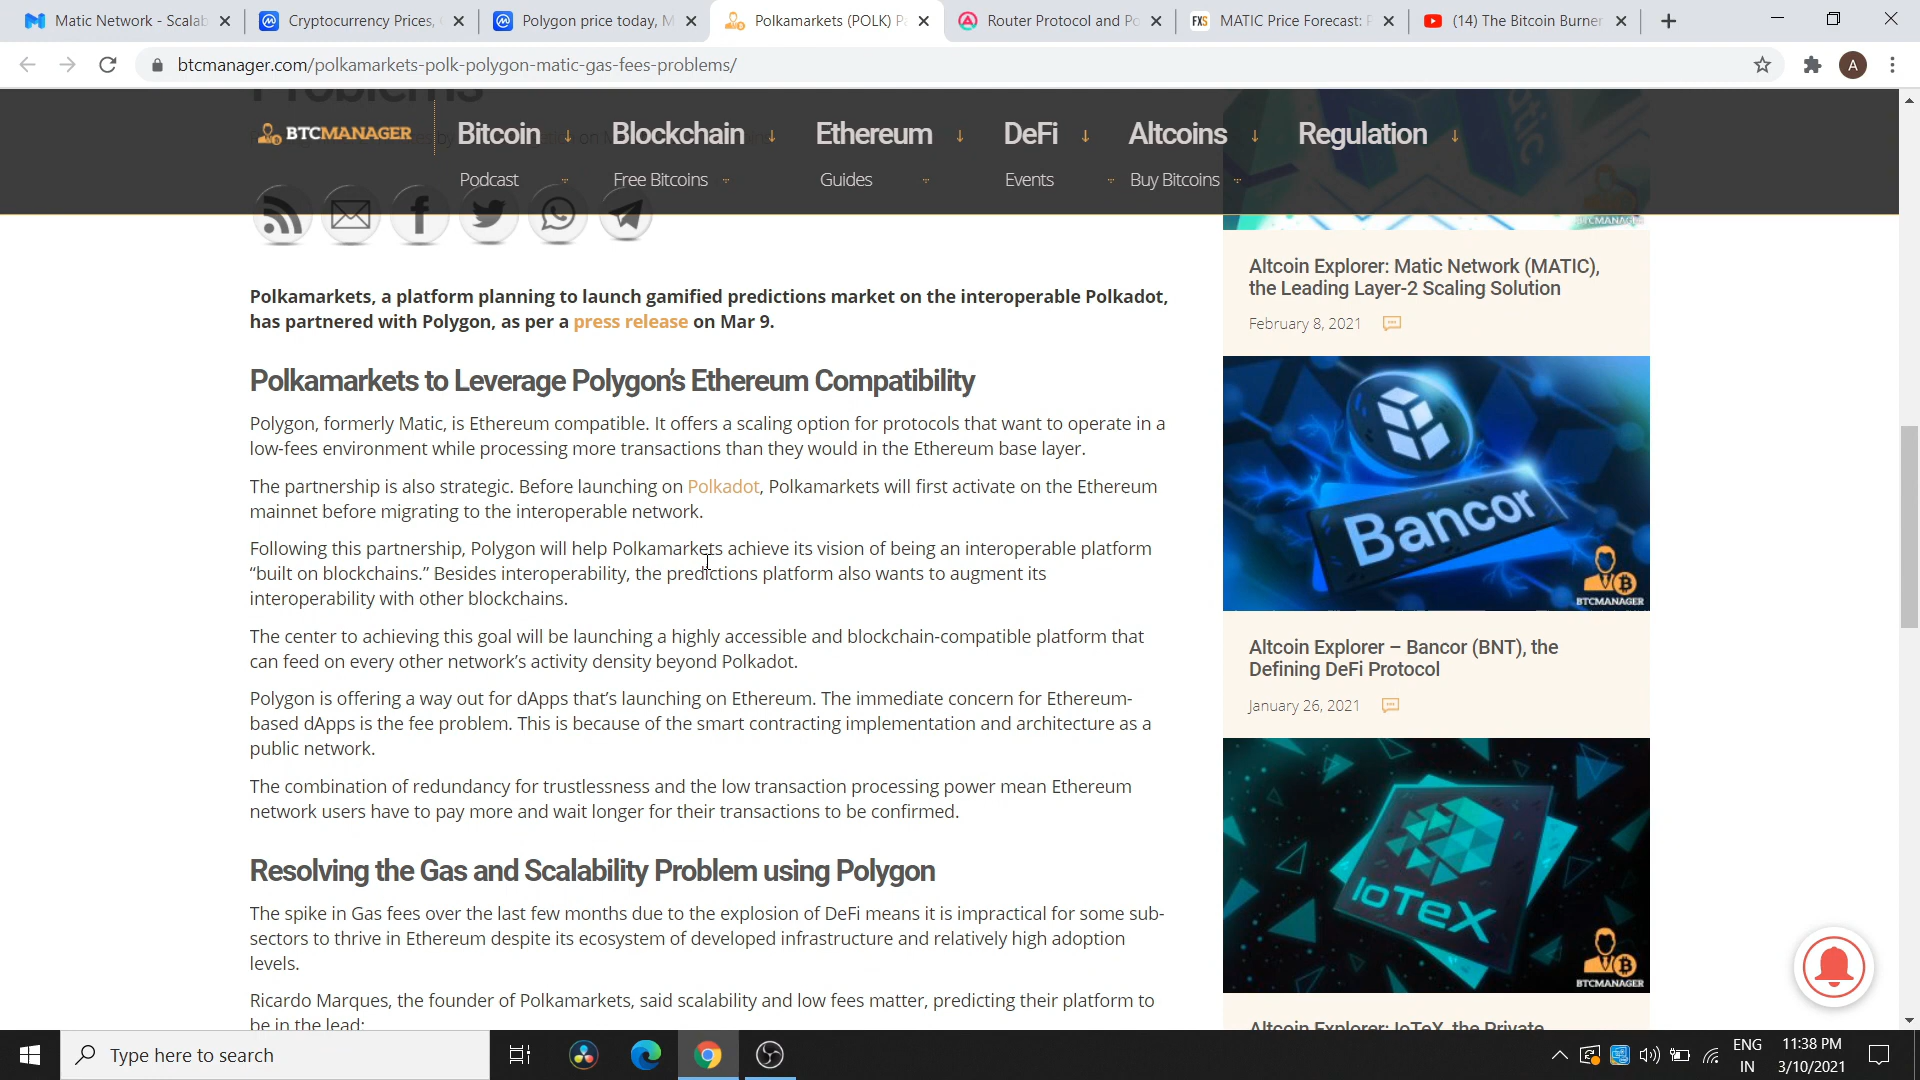 Matic Network - Scalab
Cryptocurrency Prices,
Polygon price today, M
Polkamarkets (POLK) P
Router Protocol and Po
FXS MATIC Price Forecast:
(14) The Bitcoin Burner
btcmanager.com/polkamarkets-polk-polygon-matic-gas-fees-problems/
A
Problems
BTCMANAGER
Bitcoin
Blockchain
Ethereum
DeFi
Altcoins
Regulation
Podcast
Free Bitcoins
Guides
Events
Buy Bitcoins
Polkamarkets, a platform planning to launch gamified predictions market on the interoperable Polkadot,
has partnered with Polygon, as per a press release on Mar 9.
Polkamarkets to Leverage Polygon's Ethereum Compatibility
Polygon, formerly Matic, is Ethereum compatible. It offers a scaling option for protocols that want to operate in a
low-fees environment while processing more transactions than they would in the Ethereum base layer.
The partnership is also strategic. Before launching on Polkadot, Polkamarkets will first activate on the Ethereum
mainnet before migrating to the interoperable network.
Following this partnership, Polygon will help Polkamarkets achieve its vision of being an interoperable platform
“built on blockchains.” Besides interoperability, the predictions platform also wants to augment its
interoperability with other blockchains.
The center to achieving this goal will be launching a highly accessible and blockchain-compatible platform that
can feed on every other network's activity density beyond Polkadot.
Polygon is offering a way out for dApps that's launching on Ethereum. The immediate concern for Ethereum-
based dApps is the fee problem. This is because of the smart contracting implementation and architecture as a
public network.
The combination of redundancy for trustlessness and the low transaction processing power mean Ethereum
network users have to pay more and wait longer for their transactions to be confirmed.
Resolving the Gas and Scalability Problem using Polygon
The spike in Gas fees over the last few months due to the explosion of DeFi means it is impractical for some sub-
sectors to thrive in Ethereum despite its ecosystem of developed infrastructure and relatively high adoption
levels.
Ricardo Marques, the founder of Polkamarkets, said scalability and low fees matter, predicting their platform to
be in the lead:
matic
BTCMANAGER
Altcoin Explorer: Matic Network (MATIC),
the Leading Layer-2 Scaling Solution
February 8, 2021
Bancor
BTCMANAGER
Altcoin Explorer – Bancor (BNT), the
Defining DeFi Protocol
January 26, 2021
IoTeX
BTCMANAGER
Altcoin Explorer: IoTeX, the Private
Type here to search
ENG
IN
11:38 PM
3/10/2021